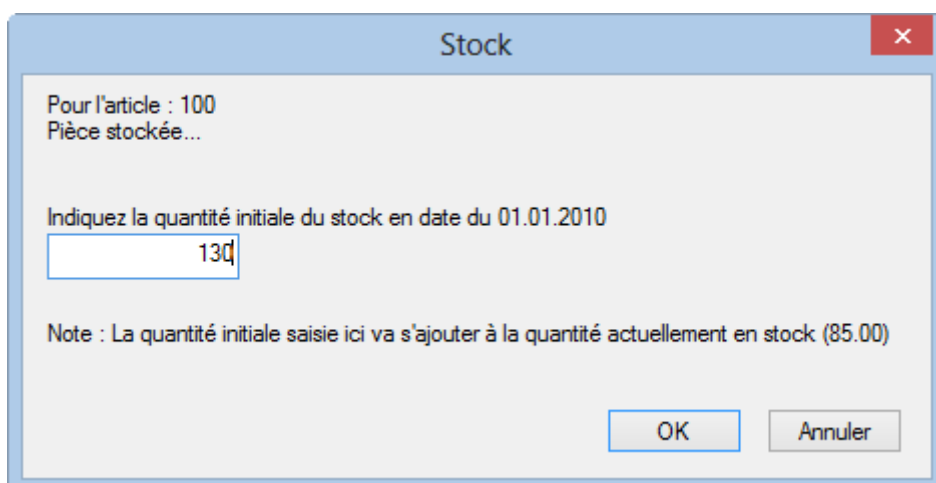 Stock
Pour l'article : 100
Pièce stockée...
Indiquez la quantité initiale du stock en date du 01.01.2010
130
Note : La quantité initiale saisie ici va s'ajouter à la quantité actuellement en stock (85.00)
OK Annuler